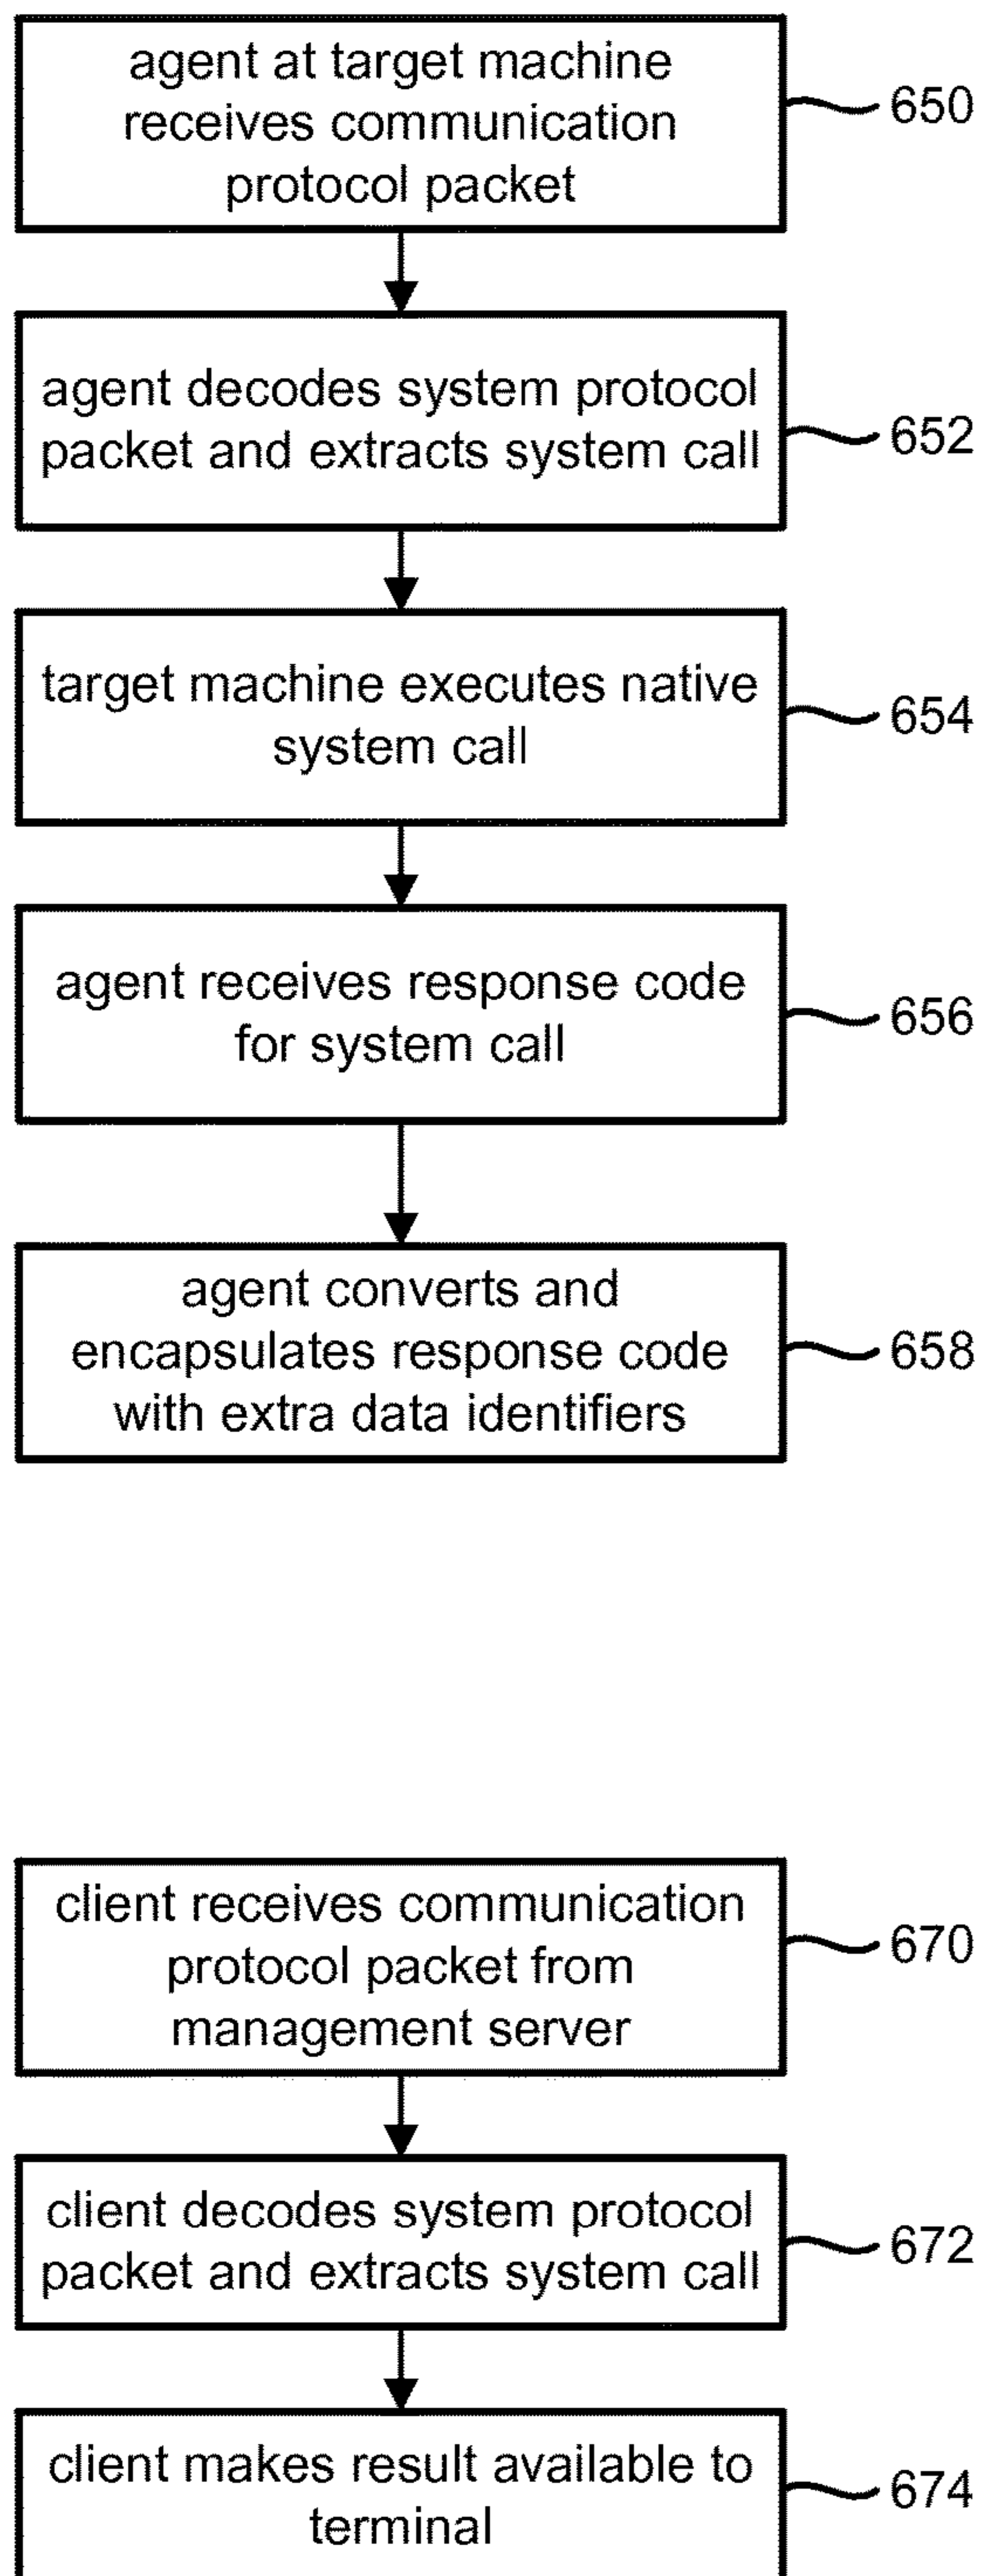 agent at target machine
receives communication
protocol packet
650
agent decodes system protocol
packet and extracts system call
652
target machine executes native
system call
654
agent receives response code
for system call
656
agent converts and
encapsulates response code
with extra data identifiers
658
client receives communication
protocol packet from
management server
670
client decodes system protocol
packet and extracts system call
672
client makes result available to
terminal
674